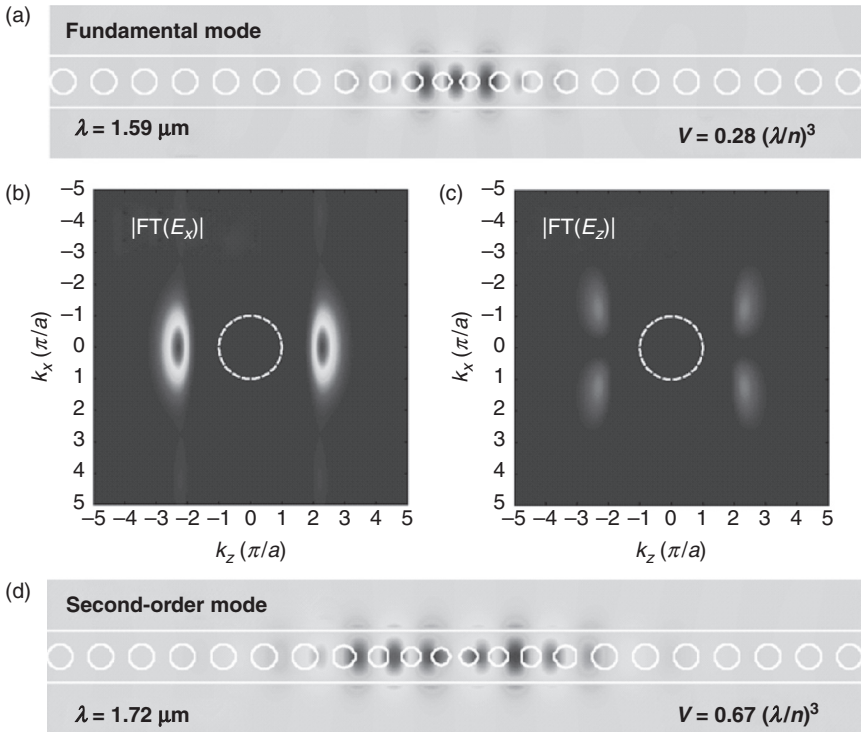 (a)
Fundamental mode
λ = 1.59 μm
V = 0.28 (λ/n)³
(b)
|FT(Eₓ)|
−5
−4
−3
−2
−1
0
1
2
3
4
5
kₓ (π/a)
−5 −4 −3 −2 −1 0 1 2 3 4 5
k_z (π/a)
(c)
|FT(E_z)|
−5
−4
−3
−2
−1
0
1
2
3
4
5
kₓ (π/a)
−5 −4 −3 −2 −1 0 1 2 3 4 5
k_z (π/a)
(d)
Second-order mode
λ = 1.72 μm
V = 0.67 (λ/n)³